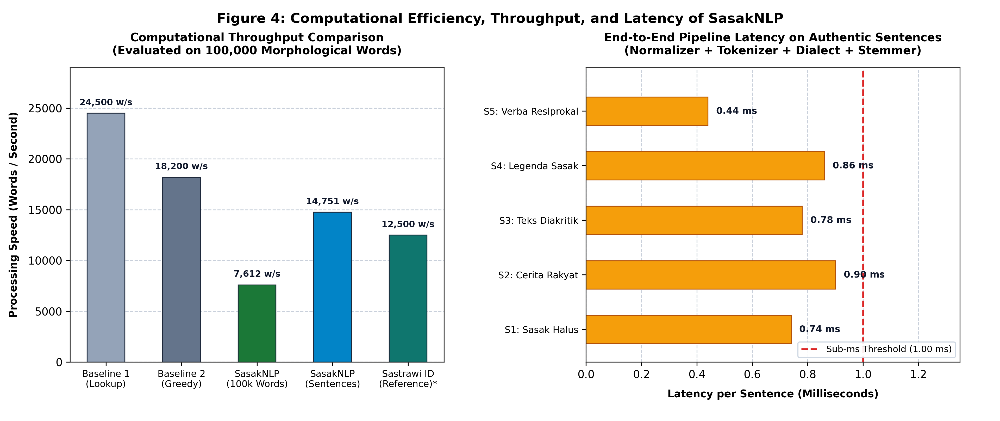 Figure 4: Computational Efficiency, Throughput, and Latency of SasakNLP
Computational Throughput Comparison
(Evaluated on 100,000 Morphological Words)
Processing Speed (Words / Second)
25000
20000
15000
10000
5000
0
24,500 w/s
18,200 w/s
7,612 w/s
14,751 w/s
12,500 w/s
Baseline 1
(Lookup)
Baseline 2
(Greedy)
SasakNLP
(100k Words)
SasakNLP
(Sentences)
Sastrawi ID
(Reference)*
End-to-End Pipeline Latency on Authentic Sentences
(Normalizer + Tokenizer + Dialect + Stemmer)
S5: Verba Resiprokal
0.44 ms
S4: Legenda Sasak
0.86 ms
S3: Teks Diakritik
0.78 ms
S2: Cerita Rakyat
0.90 ms
S1: Sasak Halus
0.74 ms
Sub-ms Threshold (1.00 ms)
0.0
0.2
0.4
0.6
0.8
1.0
1.2
Latency per Sentence (Milliseconds)